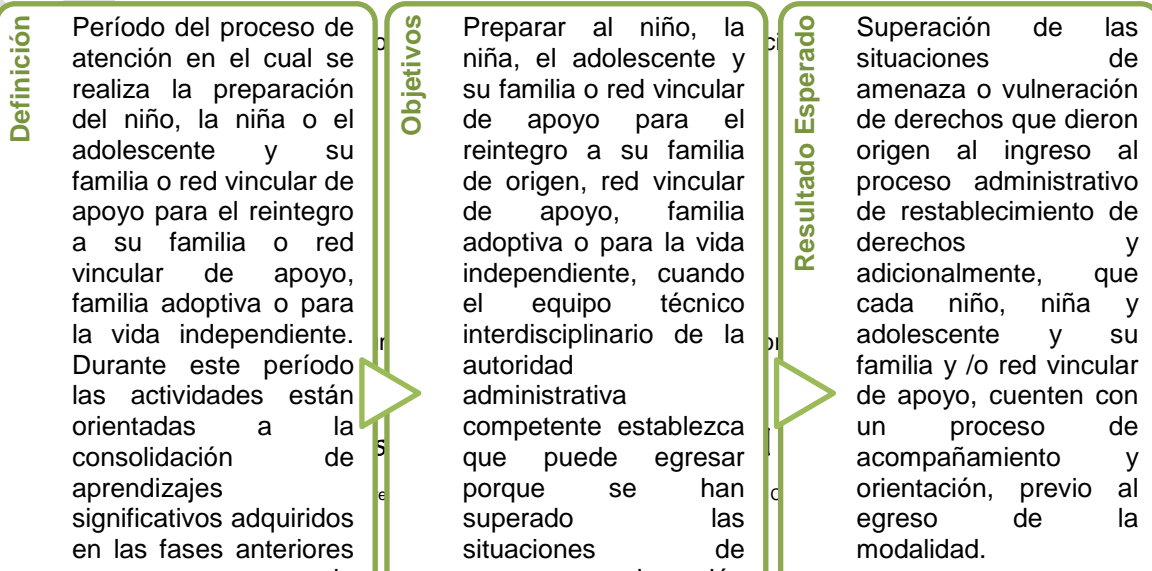 Definición
Período del proceso de
atención en el cual se
realiza la preparación
del niño, la niña o el
adolescente y su
familia o red vincular de
apoyo para el reintegro
a su familia o red
vincular de apoyo,
familia adoptiva o para
la vida independiente.
Durante este período
las actividades están
orientadas a la
consolidación de
aprendizajes
significativos adquiridos
en las fases anteriores
Objetivos
Preparar al niño, la
niña, el adolescente y
su familia o red vincular
de apoyo para el
reintegro a su familia
de origen, red vincular
de apoyo, familia
adoptiva o para la vida
independiente, cuando
el equipo técnico
interdisciplinario de la
autoridad
administrativa
competente establezca
que puede egresar
porque se han
superado las
situaciones de
Resultado Esperado
Superación de las
situaciones de
amenaza o vulneración
de derechos que dieron
origen al ingreso al
proceso administrativo
de restablecimiento de
derechos y
adicionalmente, que
cada niño, niña y
adolescente y su
familia y /o red vincular
de apoyo, cuenten con
un proceso de
acompañamiento y
orientación, previo al
egreso de la
modalidad.